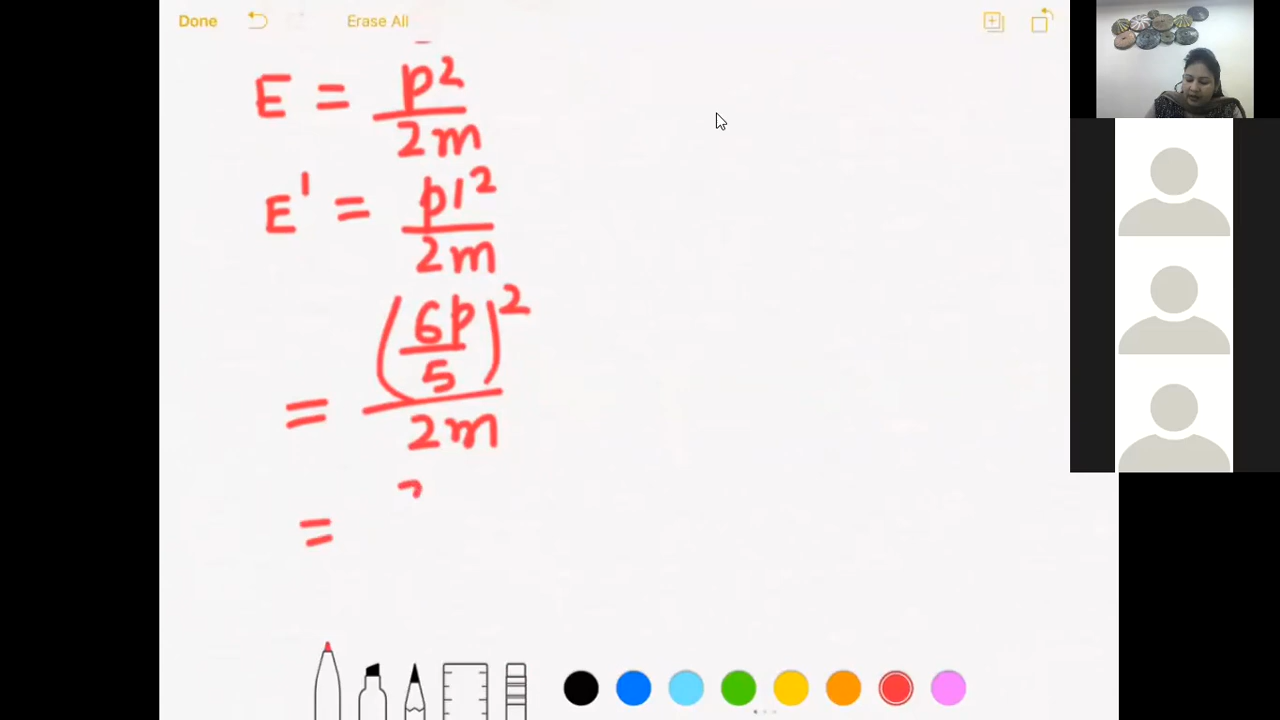 Done
Erase All
E = p²/2m
E' = p'²/2m
= (6p/5)²/2m
=